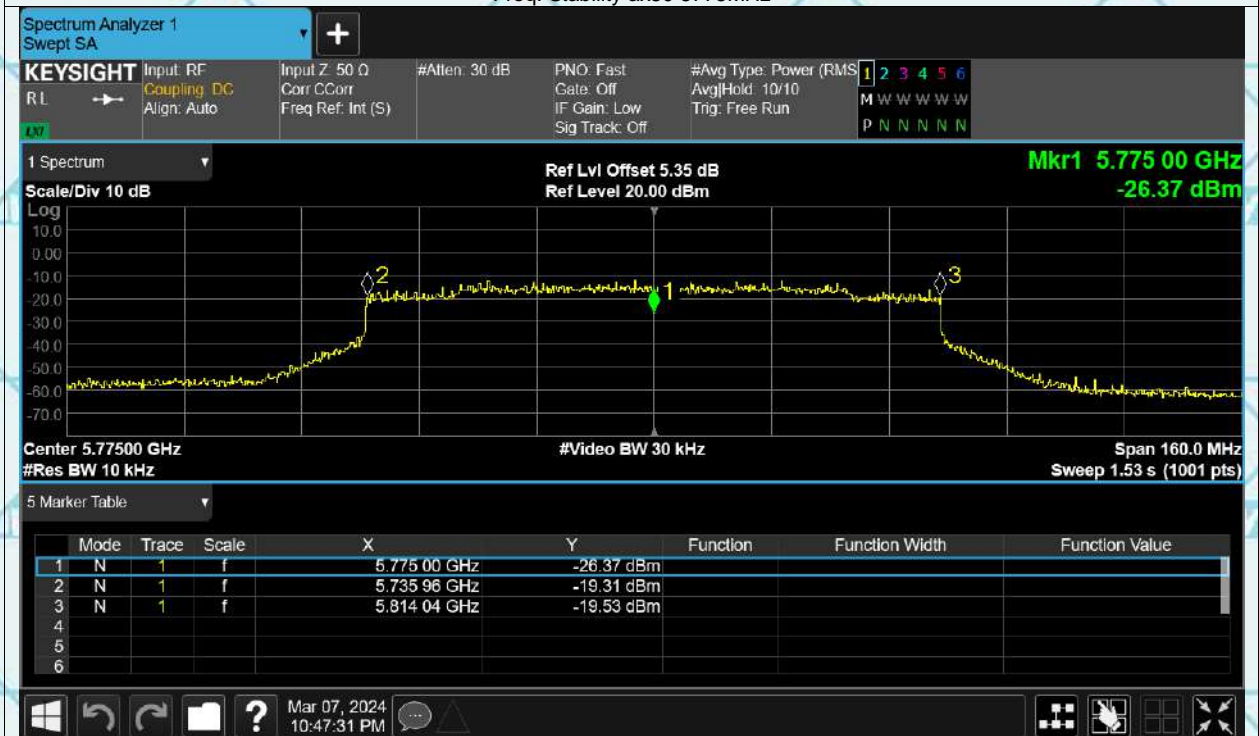 Freq. Stability ax80 5775MHz
Spectrum Analyzer 1
Swept SA
+
KEYSIGHT
RL
LXI
Input: RF
Coupling: DC
Align: Auto
Input Z: 50 Ω
Corr CCorr
Freq Ref: Int (S)
#Atten: 30 dB
PNO: Fast
Gate: Off
IF Gain: Low
Sig Track: Off
#Avg Type: Power (RMS
Avg|Hold: 10/10
Trig: Free Run
1 2 3 4 5 6
M W W W W W
P N N N N N
1 Spectrum
Scale/Div 10 dB
Ref Lvl Offset 5.35 dB
Ref Level 20.00 dBm
Mkr1 5.775 00 GHz
-26.37 dBm
Log
10.0
0.00
-10.0
-20.0
-30.0
-40.0
-50.0
-60.0
-70.0
2
1
3
Center 5.77500 GHz
#Video BW 30 kHz
Span 160.0 MHz
#Res BW 10 kHz
Sweep 1.53 s (1001 pts)
5 Marker Table
Mode Trace Scale X Y Function Function Width Function Value
1 N 1 f 5.775 00 GHz -26.37 dBm
2 N 1 f 5.735 96 GHz -19.31 dBm
3 N 1 f 5.814 04 GHz -19.53 dBm
4
5
6
?
Mar 07, 2024
10:47:31 PM